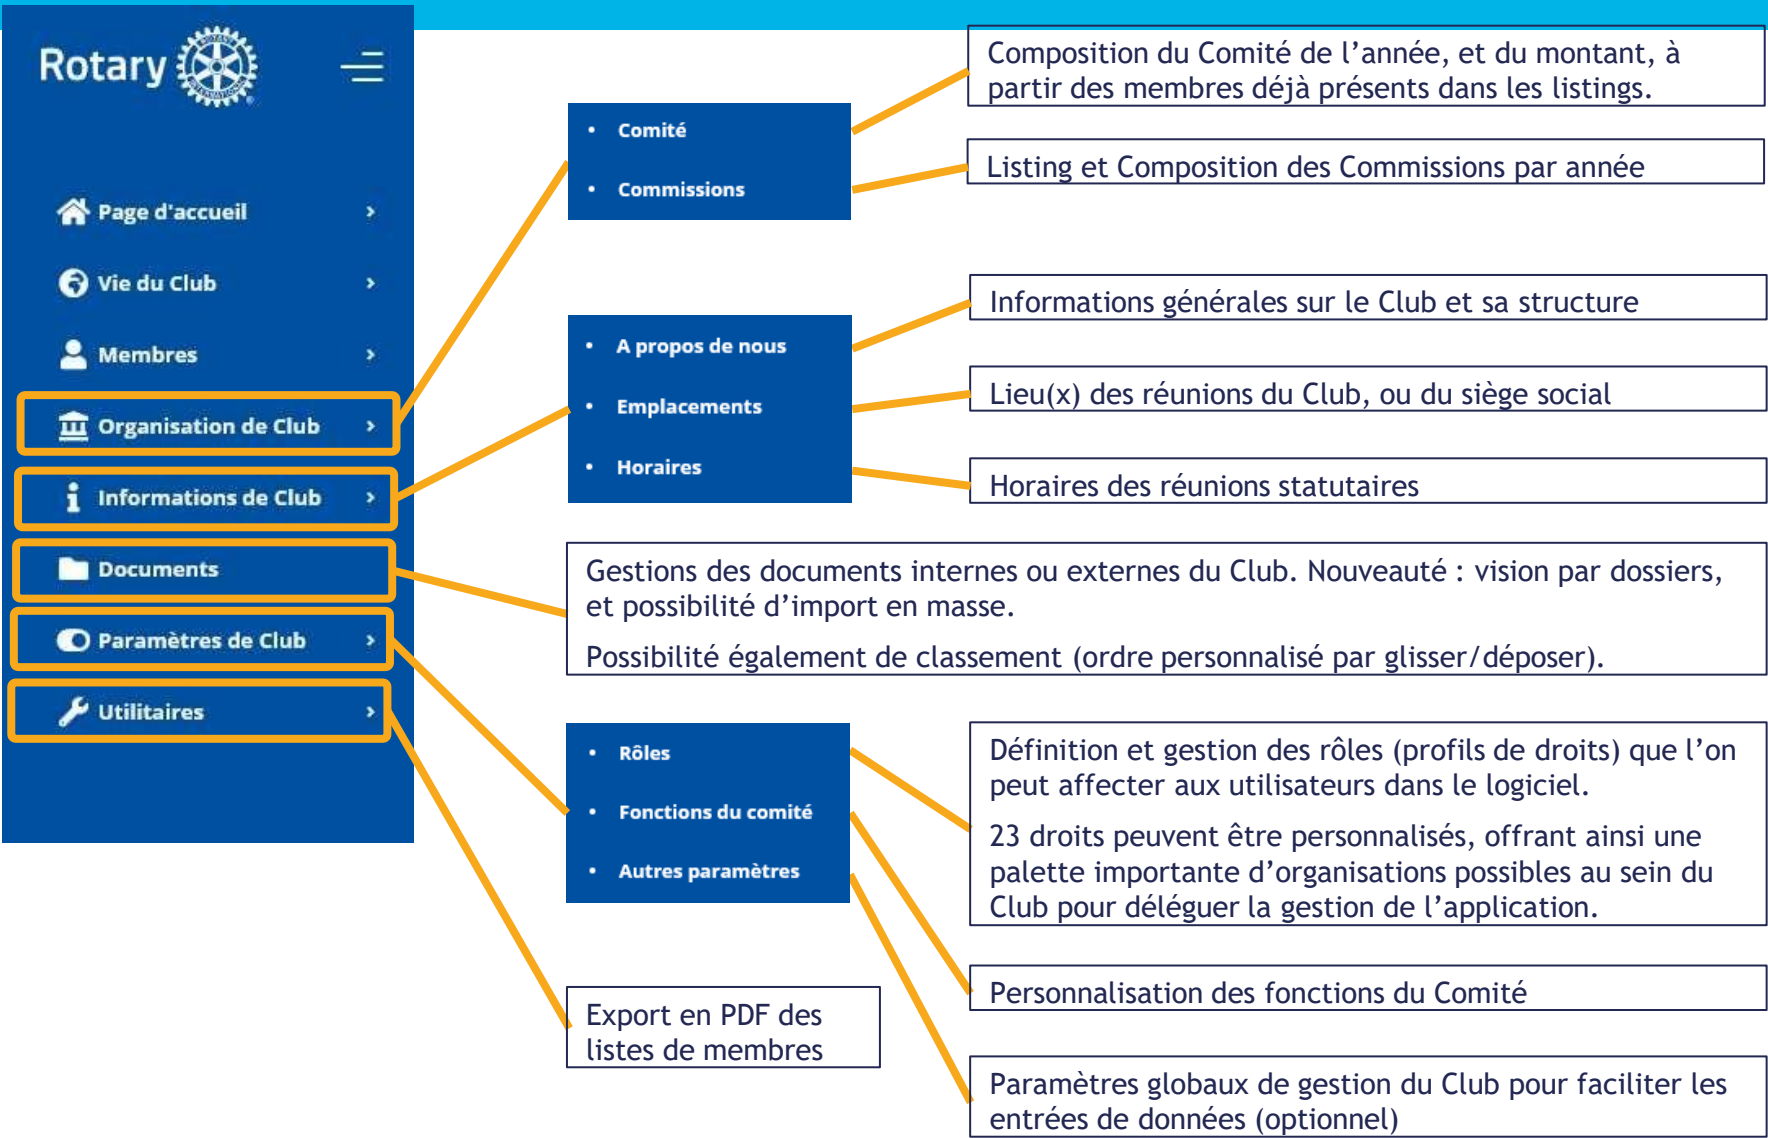 Rotary
Page d'accueil
Vie du Club
Membres
Organisation de Club
Informations de Club
Documents
Paramètres de Club
Utilitaires
• Comité
• Commissions
Composition du Comité de l’année, et du montant, à
partir des membres déjà présents dans les listings.
Listing et Composition des Commissions par année
• A propos de nous
• Emplacements
• Horaires
Informations générales sur le Club et sa structure
Lieu(x) des réunions du Club, ou du siège social
Horaires des réunions statutaires
Gestions des documents internes ou externes du Club. Nouveauté : vision par dossiers,
et possibilité d’import en masse.
Possibilité également de classement (ordre personnalisé par glisser/déposer).
• Rôles
• Fonctions du comité
• Autres paramètres
Définition et gestion des rôles (profils de droits) que l’on
peut affecter aux utilisateurs dans le logiciel.
23 droits peuvent être personnalisés, offrant ainsi une
palette importante d’organisations possibles au sein du
Club pour déléguer la gestion de l’application.
Personnalisation des fonctions du Comité
Paramètres globaux de gestion du Club pour faciliter les
entrées de données (optionnel)
Export en PDF des
listes de membres